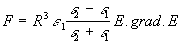 F = R³ ε₁ (ε₂ − ε₁)/(ε₂ + ε₁) E.grad.E